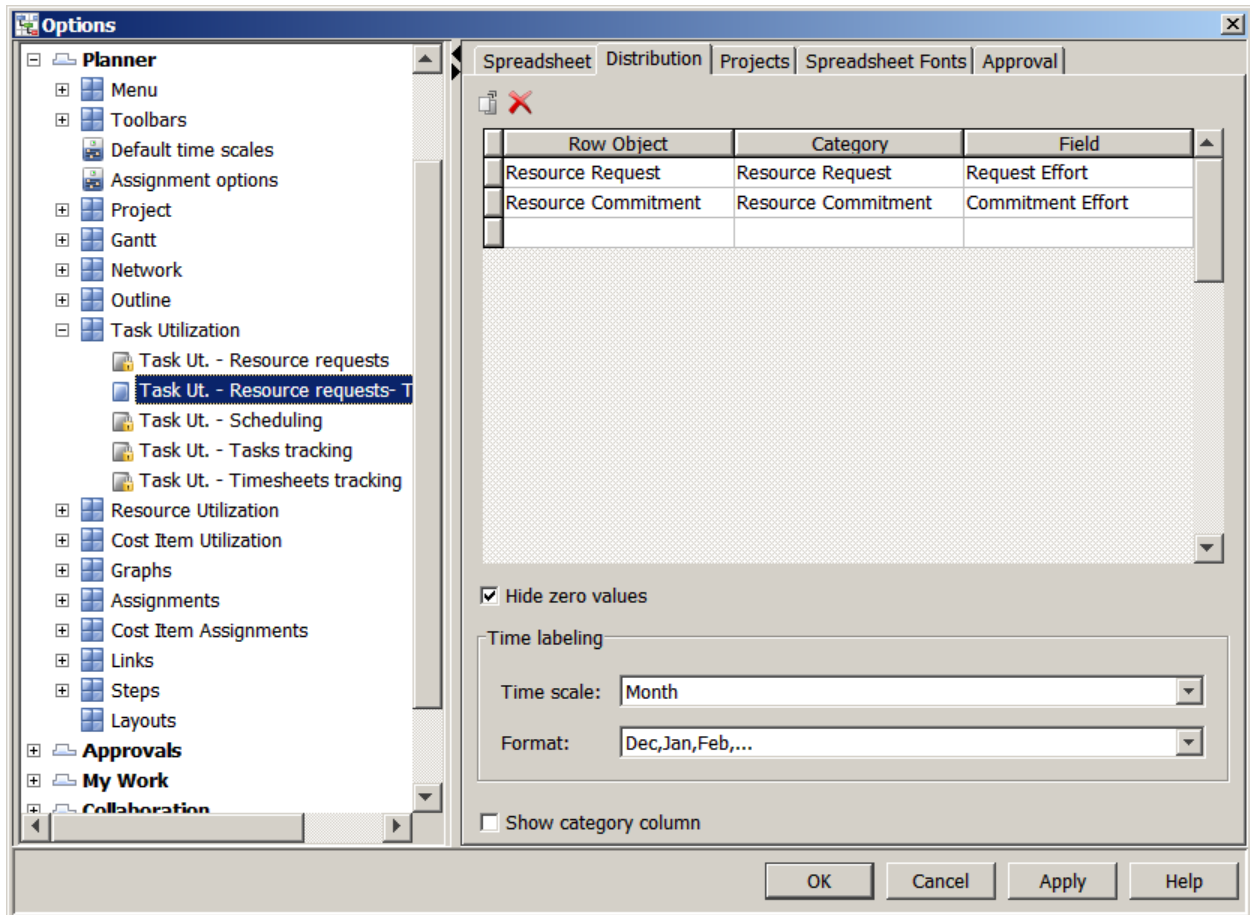 Options
Planner
Menu
Toolbars
Default time scales
Assignment options
Project
Gantt
Network
Outline
Task Utilization
Task Ut. - Resource requests
Task Ut. - Resource requests- T
Task Ut. - Scheduling
Task Ut. - Tasks tracking
Task Ut. - Timesheets tracking
Resource Utilization
Cost Item Utilization
Graphs
Assignments
Cost Item Assignments
Links
Steps
Layouts
Approvals
My Work
Collaboration
Spreadsheet Distribution Projects Spreadsheet Fonts Approval
Row Object Category Field
Resource Request Resource Request Request Effort
Resource Commitment Resource Commitment Commitment Effort
Hide zero values
Time labeling
Time scale: Month
Format: Dec,Jan,Feb,...
Show category column
OK Cancel Apply Help